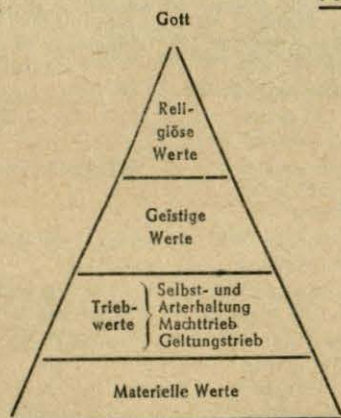 Gott
Reli-
giöse
Werte
Geistige
Werte
Trieb-
werte
Selbst- und
Arterhaltung
Machttrieb
Geltungstrieb
Materielle Werte